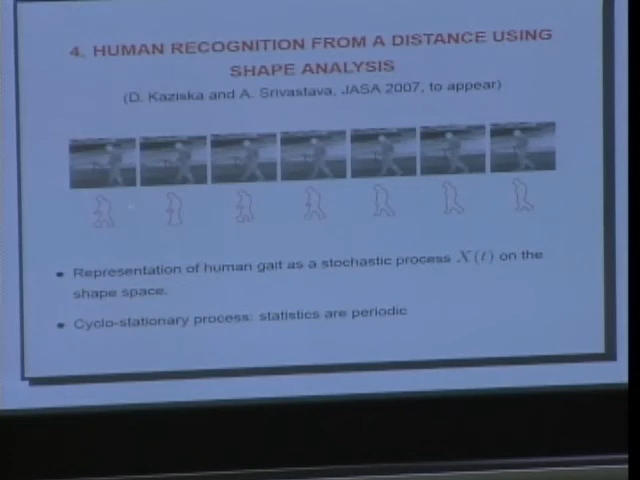 4. HUMAN RECOGNITION FROM A DISTANCE USING
SHAPE ANALYSIS
(D. Kaziska and A. Srivastava, JASA 2007, to appear)
• Representation of human gait as a stochastic process X(t) on the
shape space.
• Cyclo-stationary process: statistics are periodic